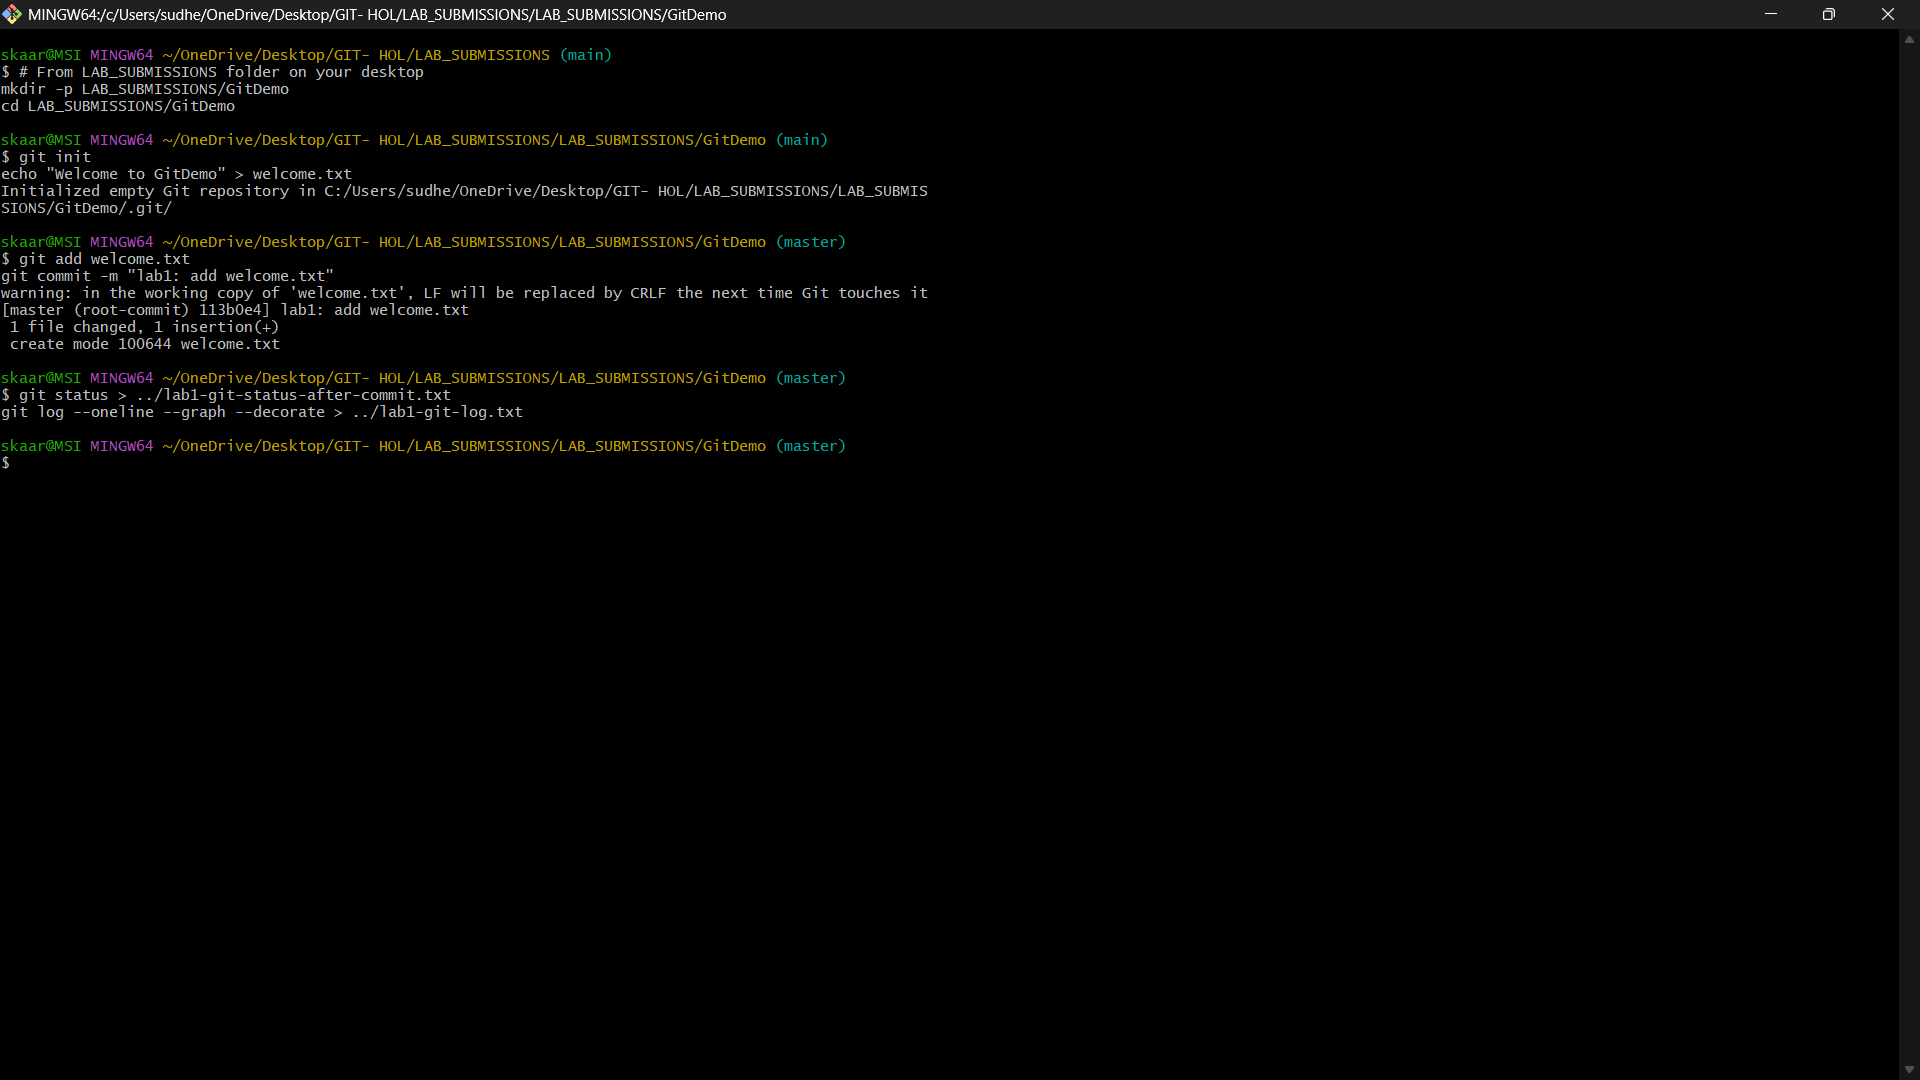 MINGW64:/c/Users/sudhe/OneDrive/Desktop/GIT- HOL/LAB_SUBMISSIONS/LAB_SUBMISSIONS/GitDemo
skaar@MSI MINGW64 ~/OneDrive/Desktop/GIT- HOL/LAB_SUBMISSIONS (main)
$ # From LAB_SUBMISSIONS folder on your desktop
mkdir -p LAB_SUBMISSIONS/GitDemo
cd LAB_SUBMISSIONS/GitDemo
skaar@MSI MINGW64 ~/OneDrive/Desktop/GIT- HOL/LAB_SUBMISSIONS/LAB_SUBMISSIONS/GitDemo (main)
$ git init
echo "Welcome to GitDemo" > welcome.txt
Initialized empty Git repository in C:/Users/sudhe/OneDrive/Desktop/GIT- HOL/LAB_SUBMISSIONS/LAB_SUBMIS
SIONS/GitDemo/.git/
skaar@MSI MINGW64 ~/OneDrive/Desktop/GIT- HOL/LAB_SUBMISSIONS/LAB_SUBMISSIONS/GitDemo (master)
$ git add welcome.txt
git commit -m "lab1: add welcome.txt"
warning: in the working copy of 'welcome.txt', LF will be replaced by CRLF the next time Git touches it
[master (root-commit) 113b0e4] lab1: add welcome.txt
 1 file changed, 1 insertion(+)
 create mode 100644 welcome.txt
skaar@MSI MINGW64 ~/OneDrive/Desktop/GIT- HOL/LAB_SUBMISSIONS/LAB_SUBMISSIONS/GitDemo (master)
$ git status > ../lab1-git-status-after-commit.txt
git log --oneline --graph --decorate > ../lab1-git-log.txt
skaar@MSI MINGW64 ~/OneDrive/Desktop/GIT- HOL/LAB_SUBMISSIONS/LAB_SUBMISSIONS/GitDemo (master)
$